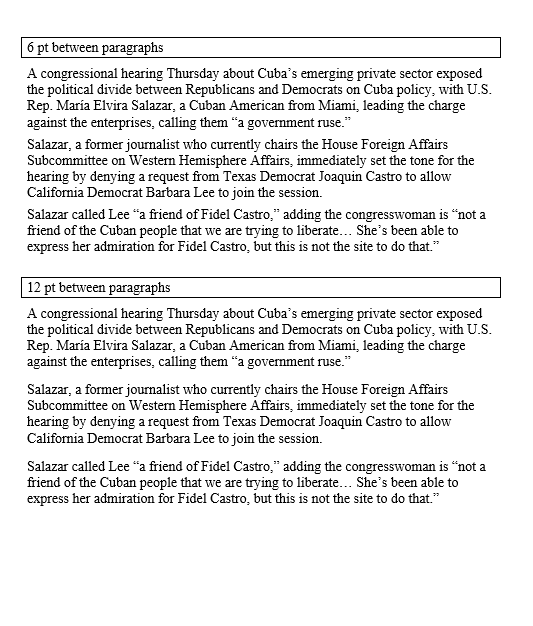 6 pt between paragraphs
A congressional hearing Thursday about Cuba’s emerging private sector exposed
the political divide between Republicans and Democrats on Cuba policy, with U.S.
Rep. María Elvira Salazar, a Cuban American from Miami, leading the charge
against the enterprises, calling them “a government ruse.”
Salazar, a former journalist who currently chairs the House Foreign Affairs
Subcommittee on Western Hemisphere Affairs, immediately set the tone for the
hearing by denying a request from Texas Democrat Joaquin Castro to allow
California Democrat Barbara Lee to join the session.
Salazar called Lee “a friend of Fidel Castro,” adding the congresswoman is “not a
friend of the Cuban people that we are trying to liberate… She’s been able to
express her admiration for Fidel Castro, but this is not the site to do that.”
12 pt between paragraphs
A congressional hearing Thursday about Cuba’s emerging private sector exposed
the political divide between Republicans and Democrats on Cuba policy, with U.S.
Rep. María Elvira Salazar, a Cuban American from Miami, leading the charge
against the enterprises, calling them “a government ruse.”
Salazar, a former journalist who currently chairs the House Foreign Affairs
Subcommittee on Western Hemisphere Affairs, immediately set the tone for the
hearing by denying a request from Texas Democrat Joaquin Castro to allow
California Democrat Barbara Lee to join the session.
Salazar called Lee “a friend of Fidel Castro,” adding the congresswoman is “not a
friend of the Cuban people that we are trying to liberate… She’s been able to
express her admiration for Fidel Castro, but this is not the site to do that.”